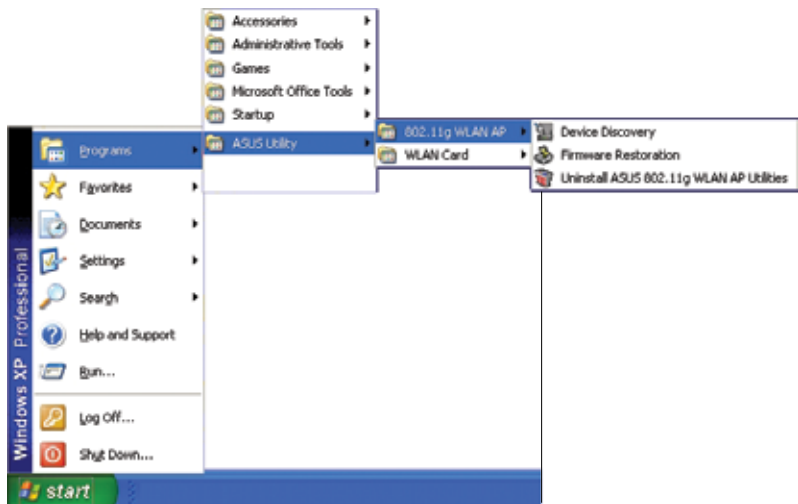 Accessories
Administrative Tools
Games
Microsoft Office Tools
Startup
ASUS Utility
802.11g WLAN AP
WLAN Card
Device Discovery
Firmware Restoration
Uninstall ASUS 802.11g WLAN AP Utilities
Programs
Favorites
Documents
Settings
Search
Help and Support
Run...
Log Off...
Shut Down...
Windows XP Professional
start